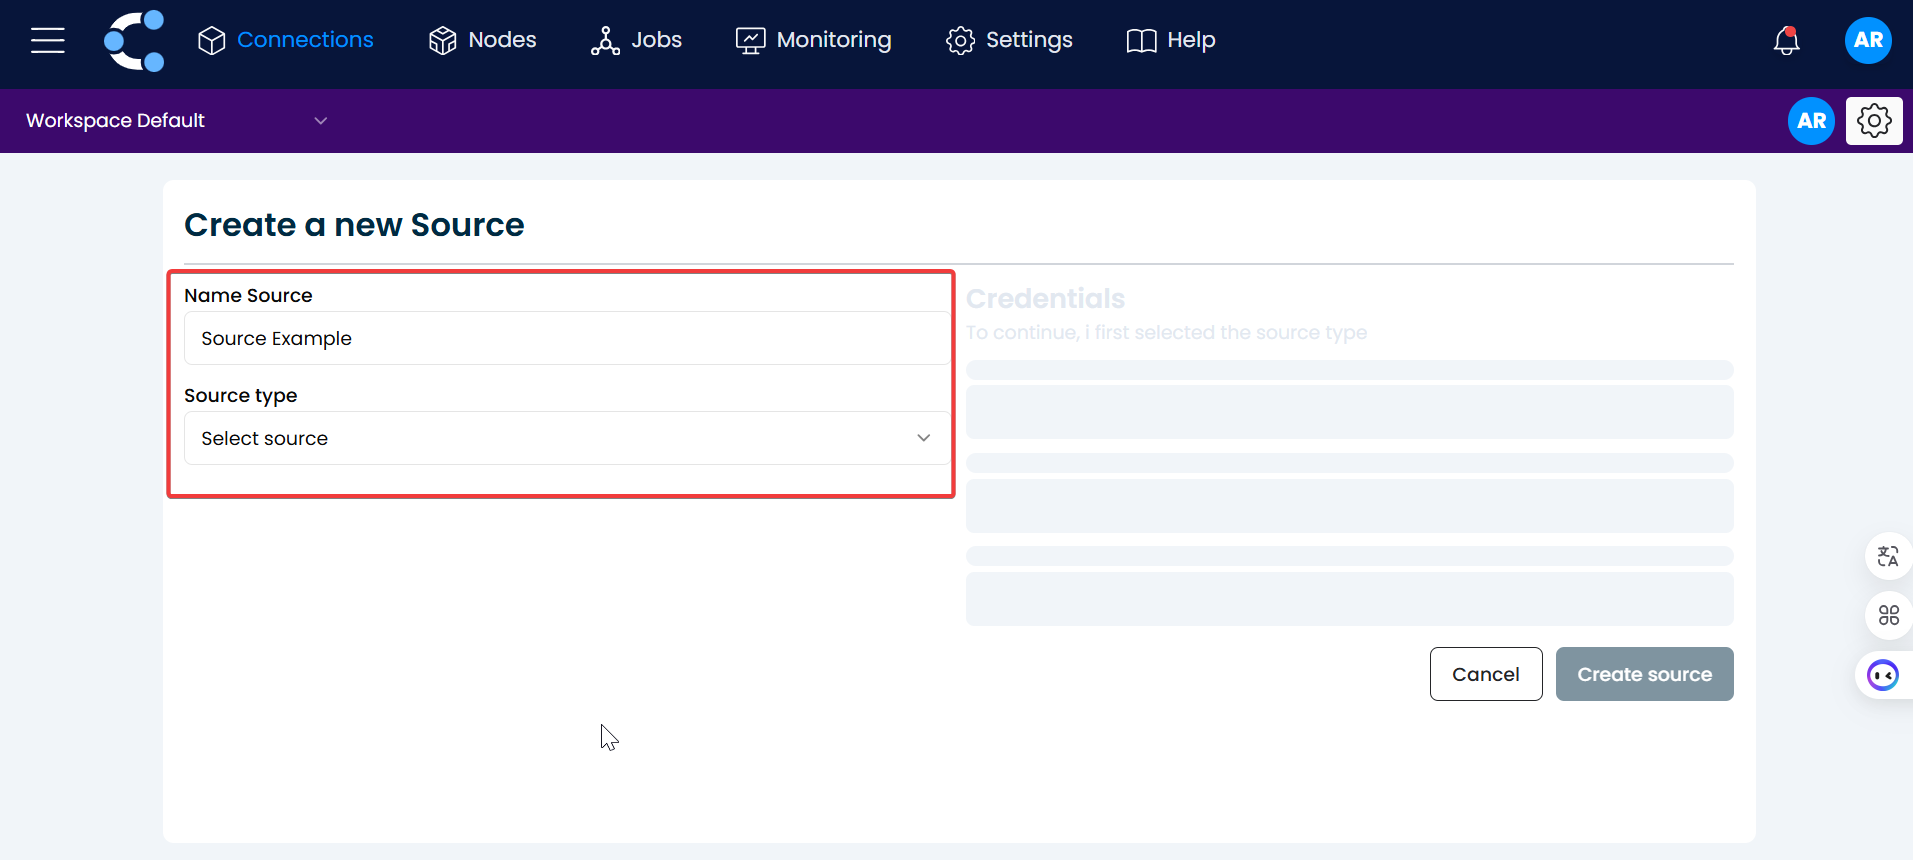 Connections Nodes Jobs Monitoring Settings Help AR
Workspace Default AR
Create a new Source
Name Source
Source Example
Source type
Select source
Credentials
To continue, i first selected the source type
Cancel Create source